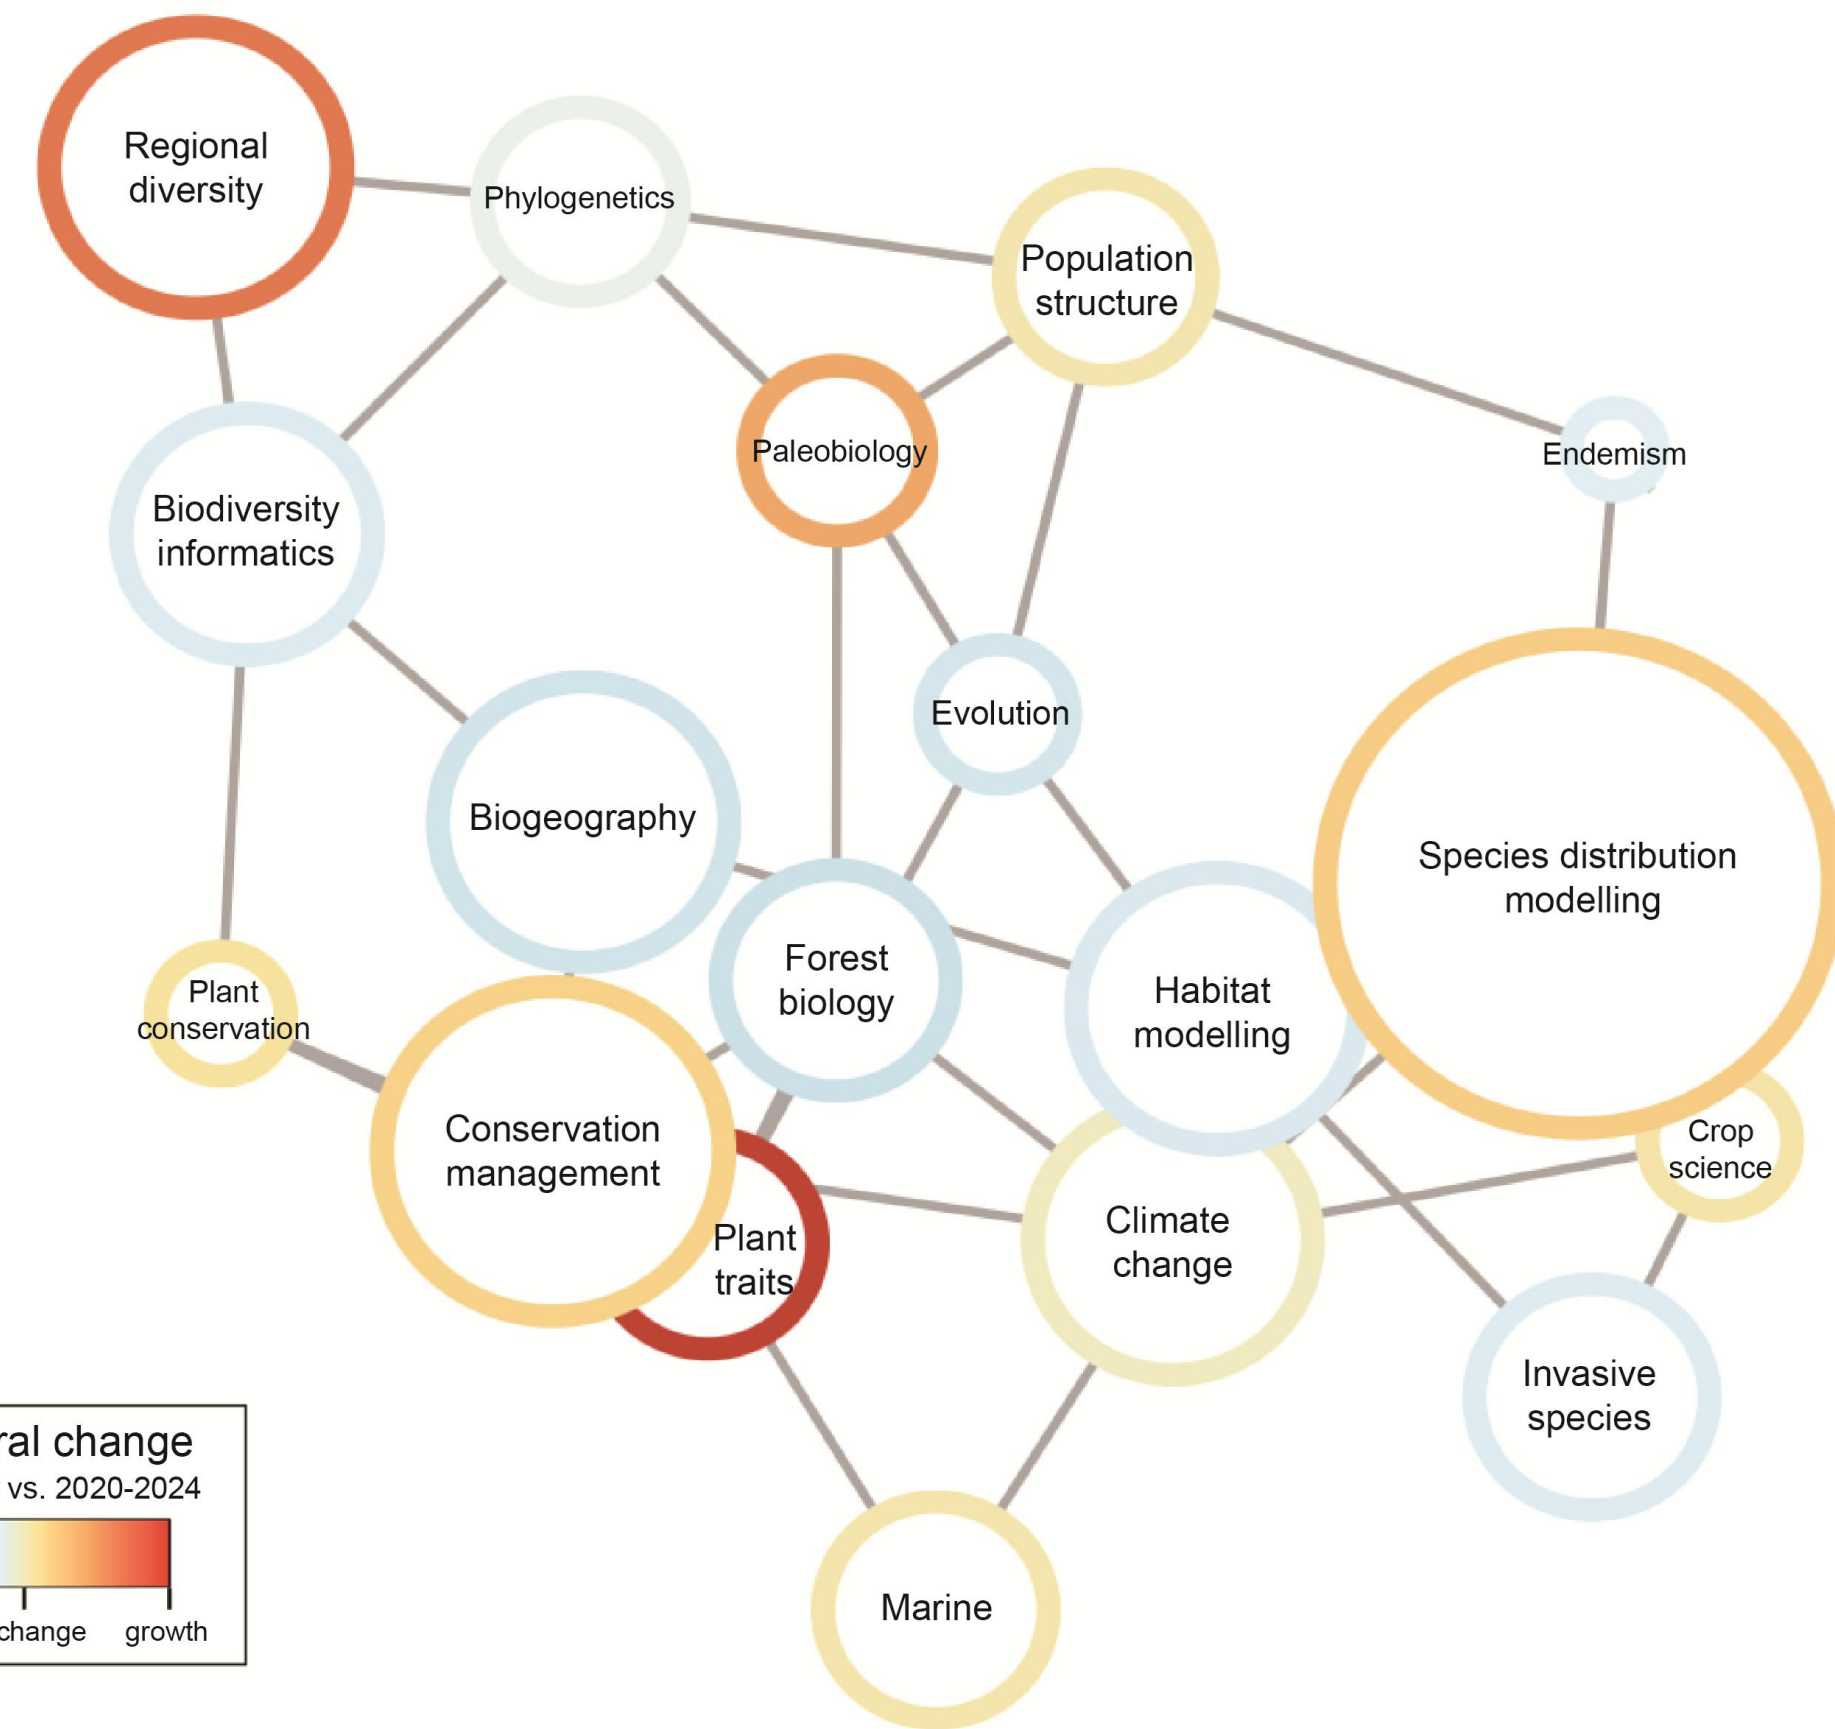 Regional
diversity
Phylogenetics
Population
structure
Paleobiology
Endemism
Biodiversity
informatics
Evolution
Biogeography
Species distribution
modelling
Forest
biology
Habitat
modelling
Plant
conservation
Conservation
management
Crop
science
Plant
traits
Climate
change
Invasive
species
Marine
ral change
vs. 2020-2024
change growth